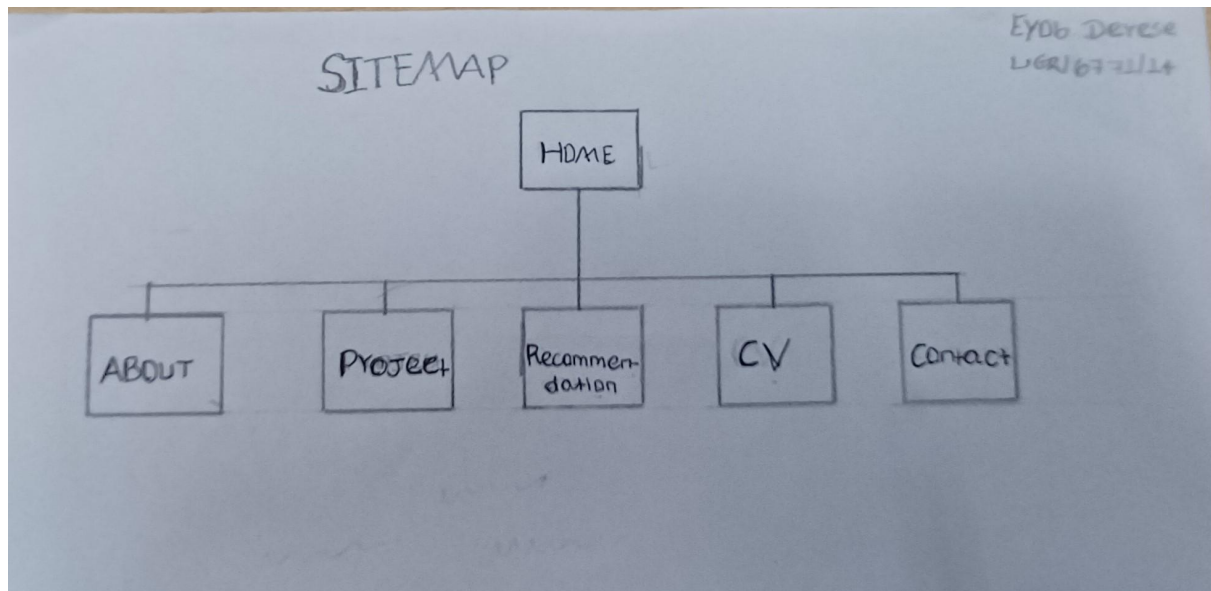 Eyob Derese
UGR/6771/14
SITEMAP
HOME
ABOUT
Project
Recommen-
dation
CV
Contact